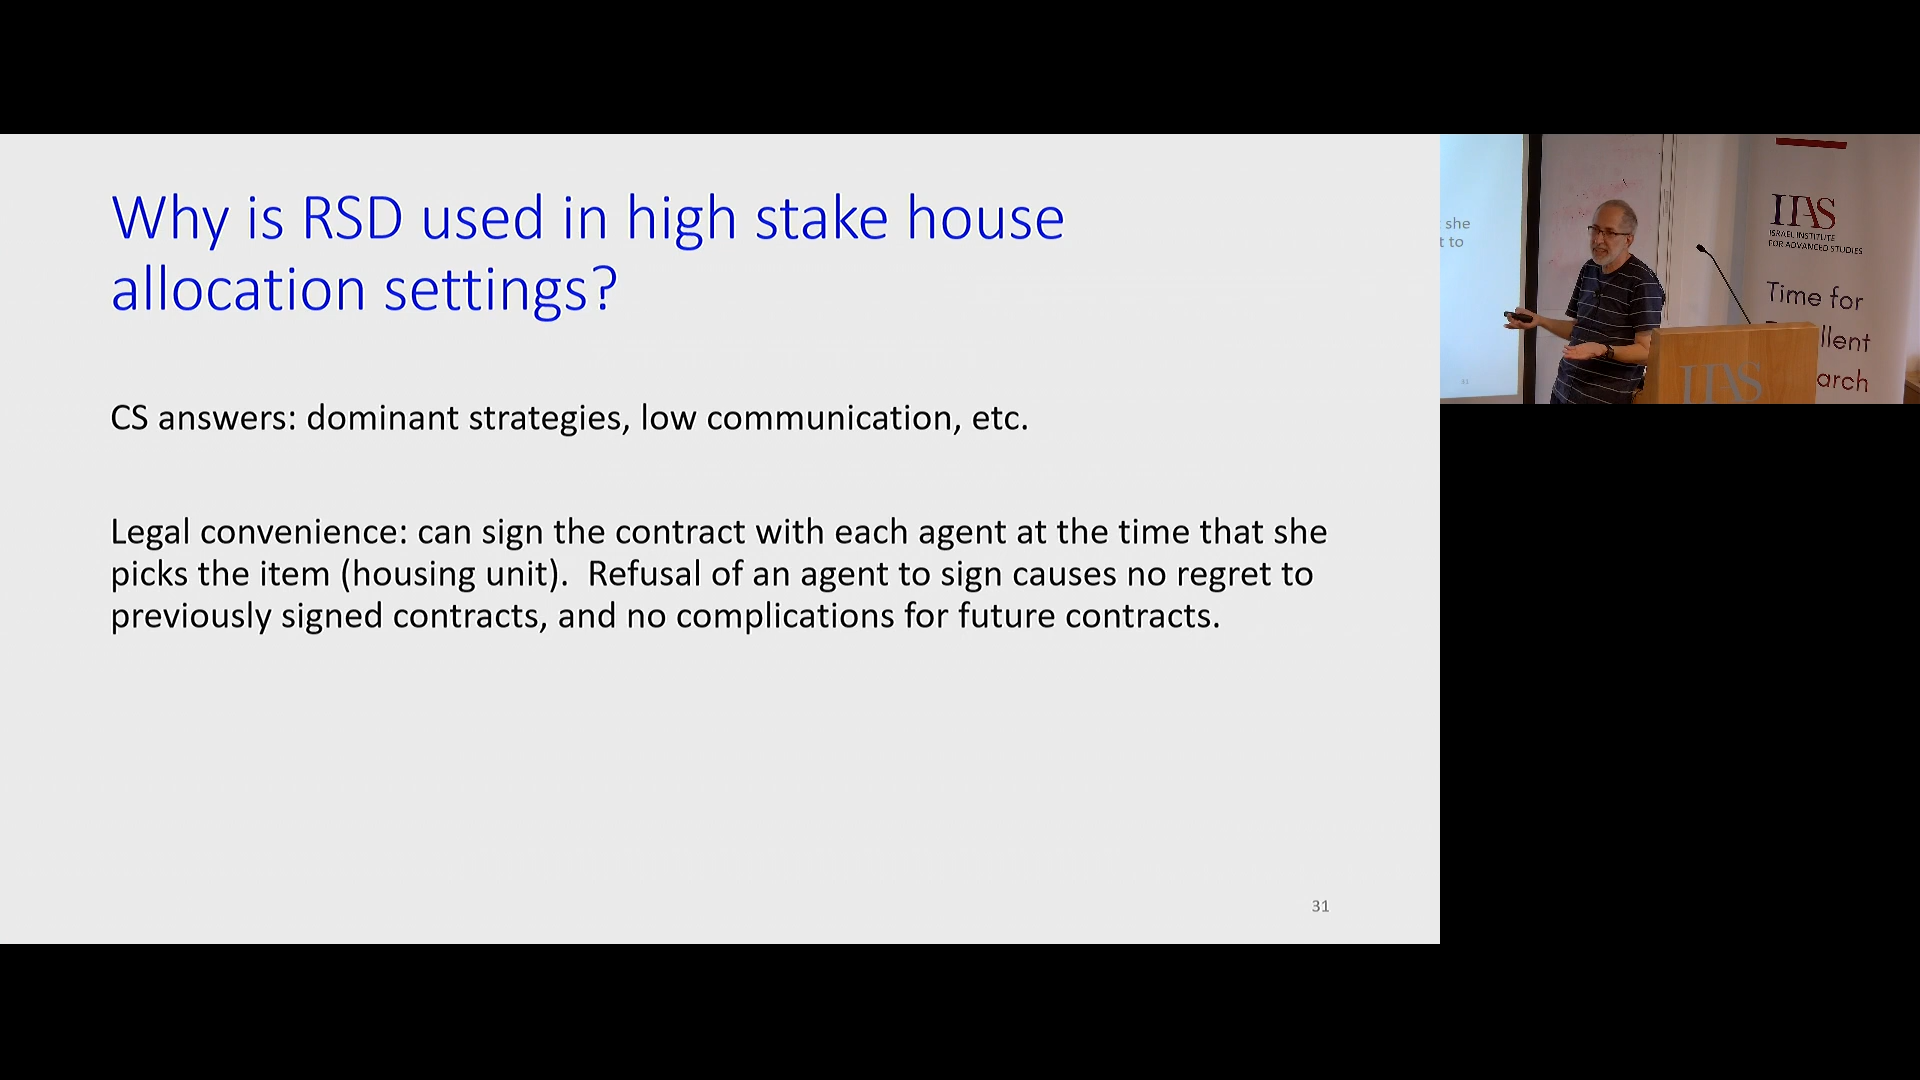 Why is RSD used in high stake house
allocation settings?
CS answers: dominant strategies, low communication, etc.
Legal convenience: can sign the contract with each agent at the time that she
picks the item (housing unit).  Refusal of an agent to sign causes no regret to
previously signed contracts, and no complications for future contracts.
31
she
t to
31
IIAS
ISRAEL INSTITUTE
FOR ADVANCED STUDIES
Time for
llent
arch
IIAS